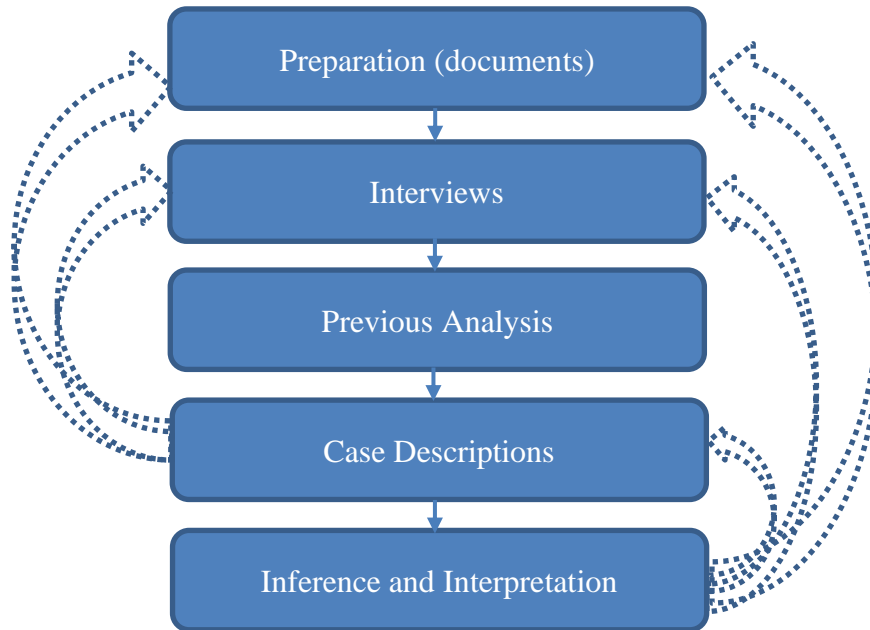 Preparation (documents)
Interviews
Previous Analysis
Case Descriptions
Inference and Interpretation